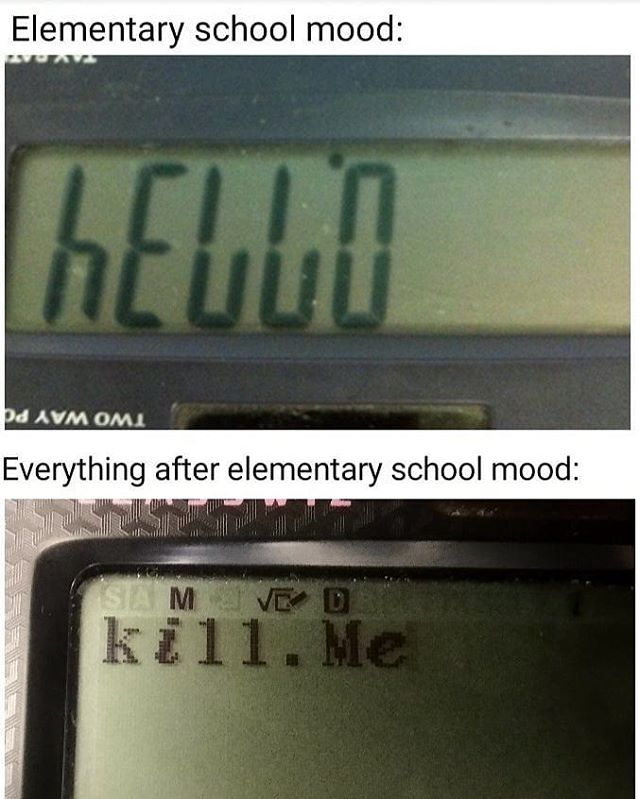 Elementary school mood:
hELLO
TWO WAY PO
Everything after elementary school mood:
M √ D
kill.Me